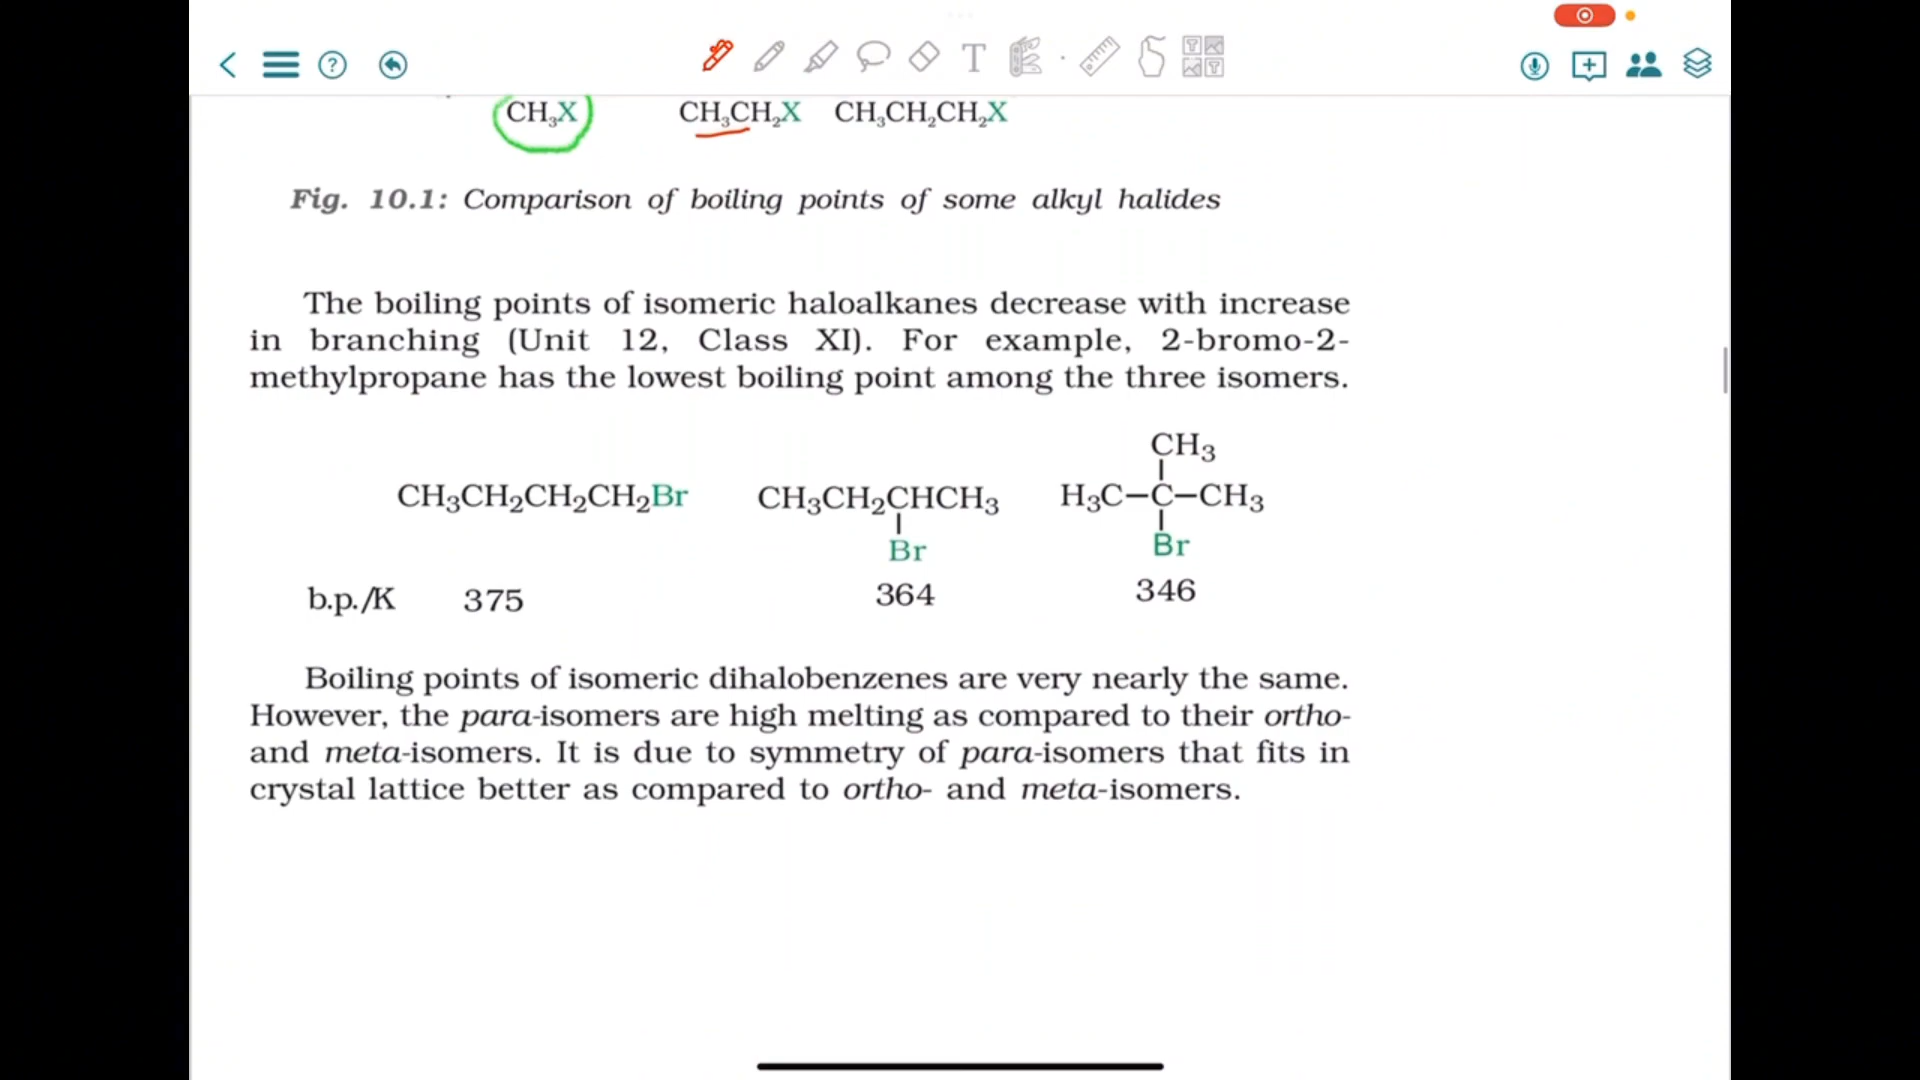 T
CH₃X CH₃CH₂X CH₃CH₂CH₂X
Fig. 10.1: Comparison of boiling points of some alkyl halides
The boiling points of isomeric haloalkanes decrease with increase
in branching (Unit 12, Class XI). For example, 2-bromo-2-
methylpropane has the lowest boiling point among the three isomers.
CH₃
CH₃CH₂CH₂CH₂Br CH₃CH₂CHCH₃ H₃C–C–CH₃
Br Br
b.p./K 375 364 346
Boiling points of isomeric dihalobenzenes are very nearly the same.
However, the para-isomers are high melting as compared to their ortho-
and meta-isomers. It is due to symmetry of para-isomers that fits in
crystal lattice better as compared to ortho- and meta-isomers.